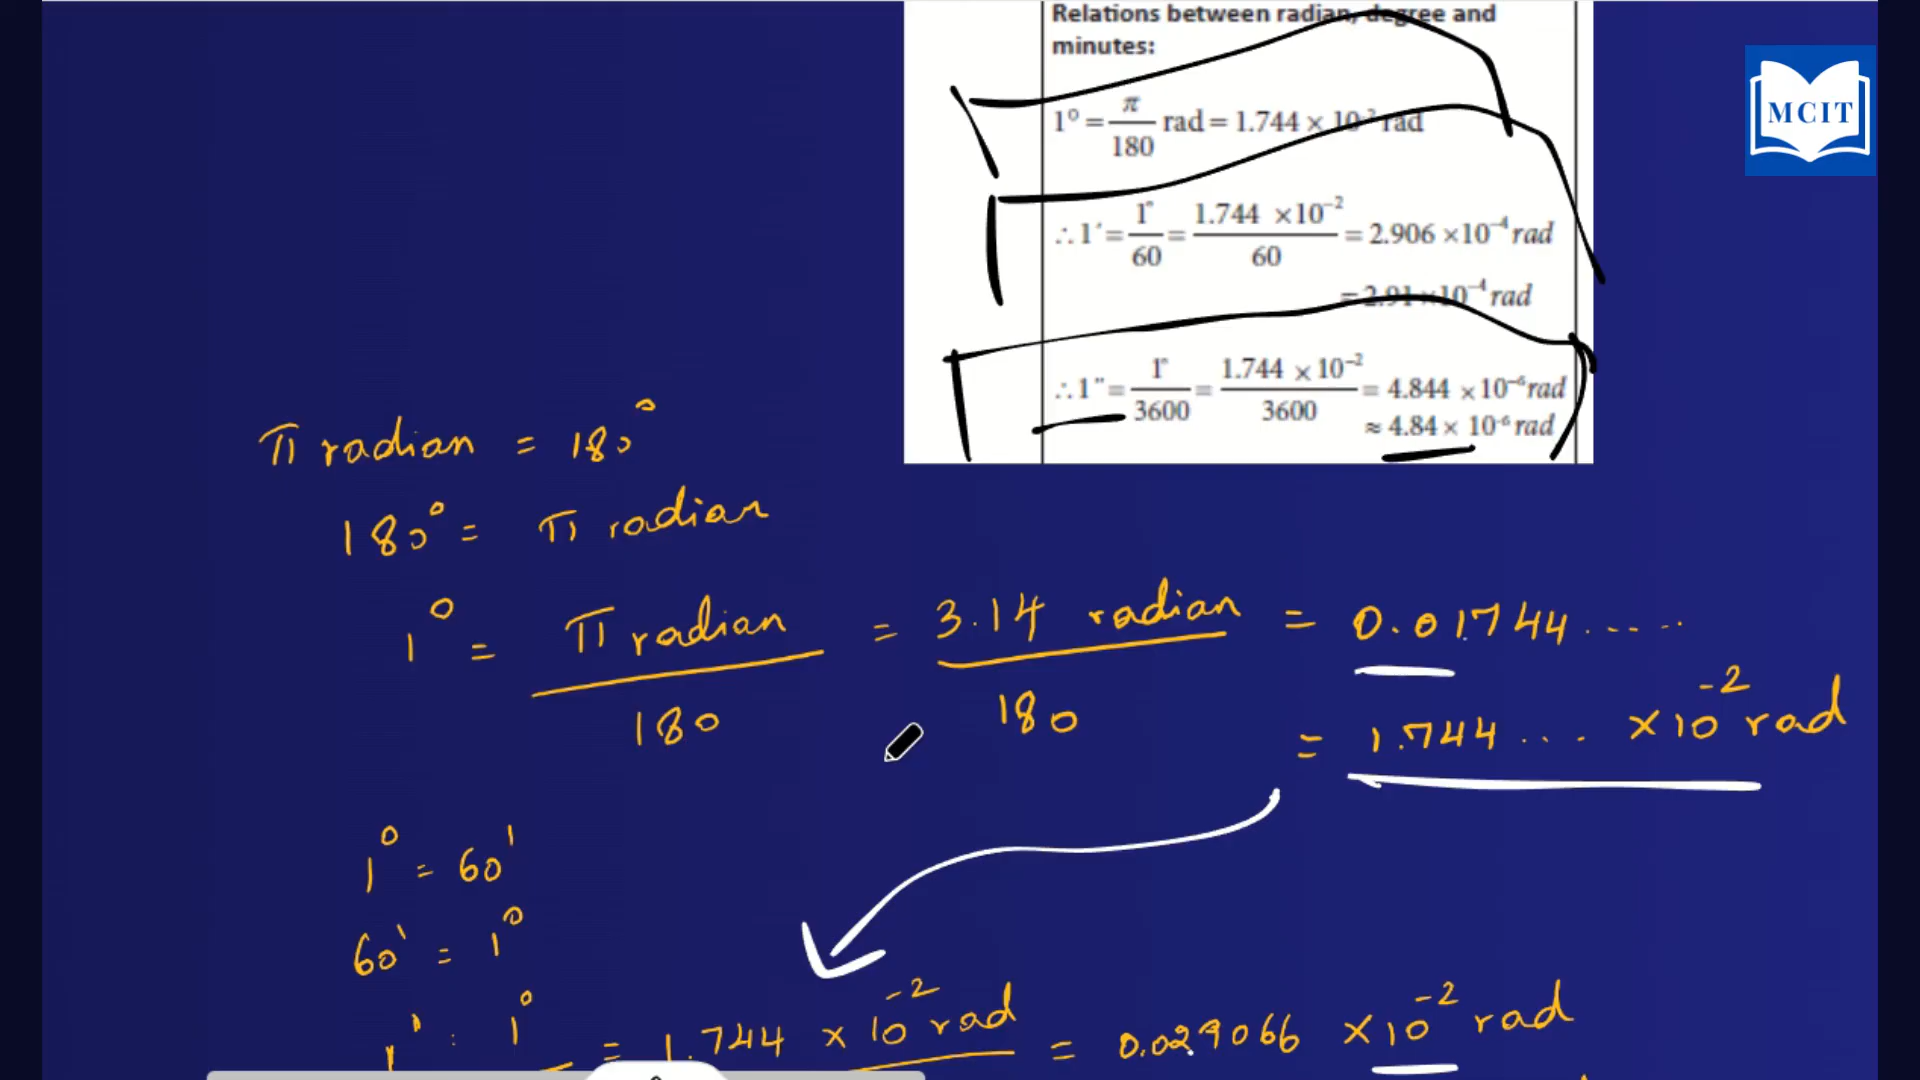 Relations between radian, degree and
minutes:
MCIT
1° = π/180 rad = 1.744 × 10⁻² rad
∴ 1′ = 1°/60 = 1.744 ×10⁻²/60 = 2.906 ×10⁻⁴ rad
= 2.91 ×10⁻⁴ rad
∴ 1″ = 1°/3600 = 1.744 × 10⁻²/3600 = 4.844 ×10⁻⁶ rad
≈ 4.84 × 10⁻⁶ rad
π radian = 180°
180° = π radian
1° = π radian/180 = 3.14 radian/180 = 0.01744.....
= 1.744... ×10⁻² rad
1° = 60′
60′ = 1°
1′ = 1° = 1.744 × 10⁻² rad = 0.029066 ×10⁻² rad